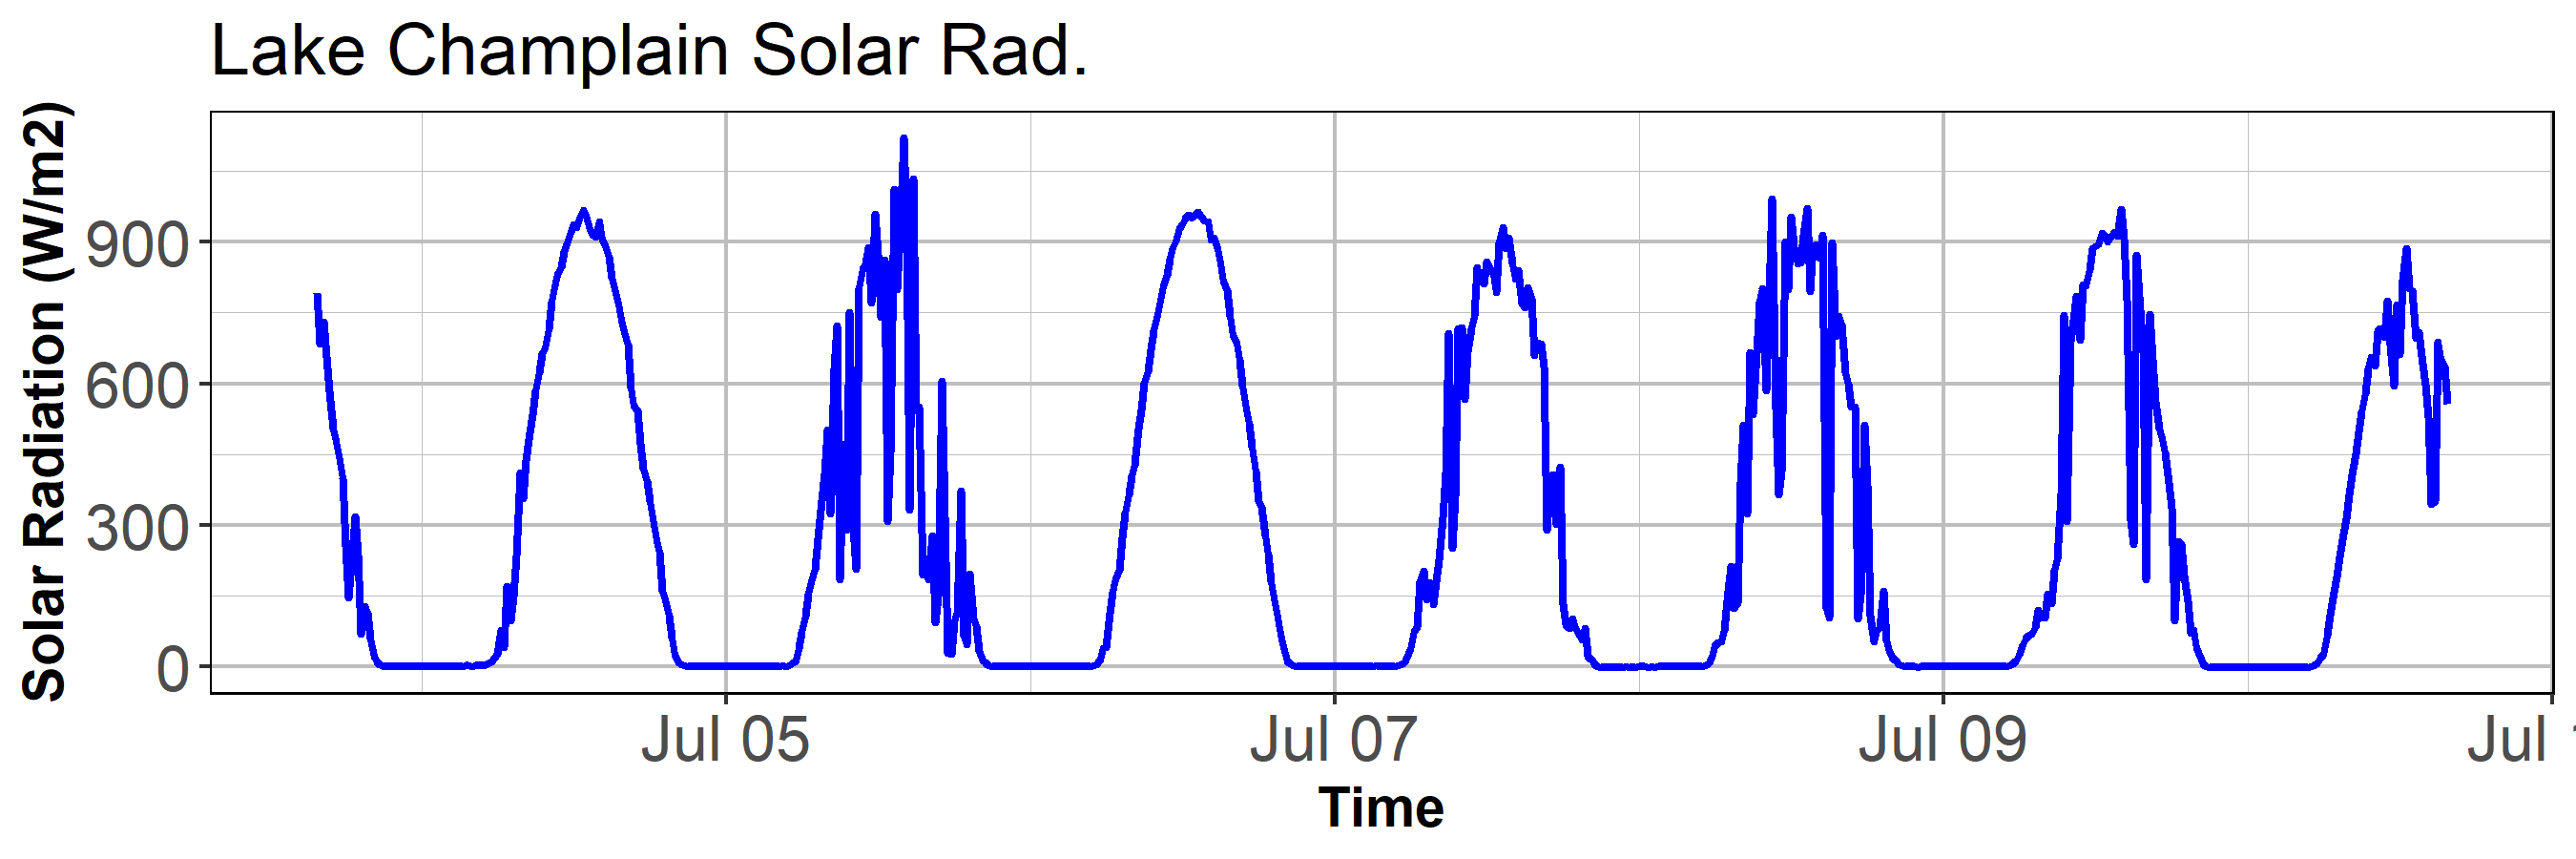 Lake Champlain Solar Rad.
Solar Radiation (W/m2)
900
600
300
0
Jul 05 Jul 07 Jul 09 Jul
Time